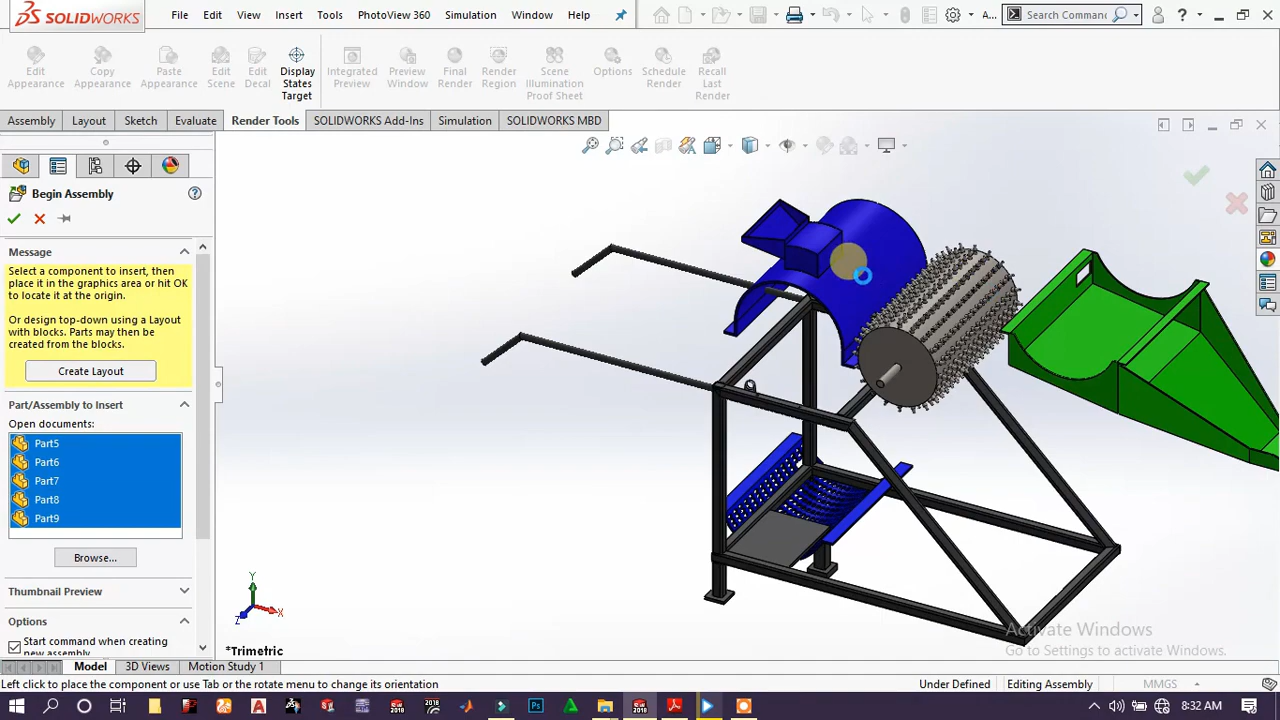 SOLIDWORKS
File Edit View Insert Tools PhotoView 360 Simulation Window Help
A...
Search Command
Edit Appearance
Copy Appearance
Paste Appearance
Edit Scene
Edit Decal
Display States Target
Integrated Preview
Preview Window
Final Render
Render Region
Scene Illumination Proof Sheet
Options
Schedule Render
Recall Last Render
Assembly Layout Sketch Evaluate Render Tools SOLIDWORKS Add-Ins Simulation SOLIDWORKS MBD
Begin Assembly
Message
Select a component to insert, then
place it in the graphics area or hit OK
to locate it at the origin.
Or design top-down using a Layout
with blocks. Parts may then be
created from the blocks.
Create Layout
Part/Assembly to Insert
Open documents:
Part5
Part6
Part7
Part8
Part9
Browse...
Thumbnail Preview
Options
Start command when creating
new assembly
Y
X
Z
*Trimetric
Activate Windows
Go to Settings to activate Windows.
Model 3D Views Motion Study 1
Left click to place the component or use Tab or the rotate menu to change its orientation
Under Defined
Editing Assembly
MMGS
8:32 AM